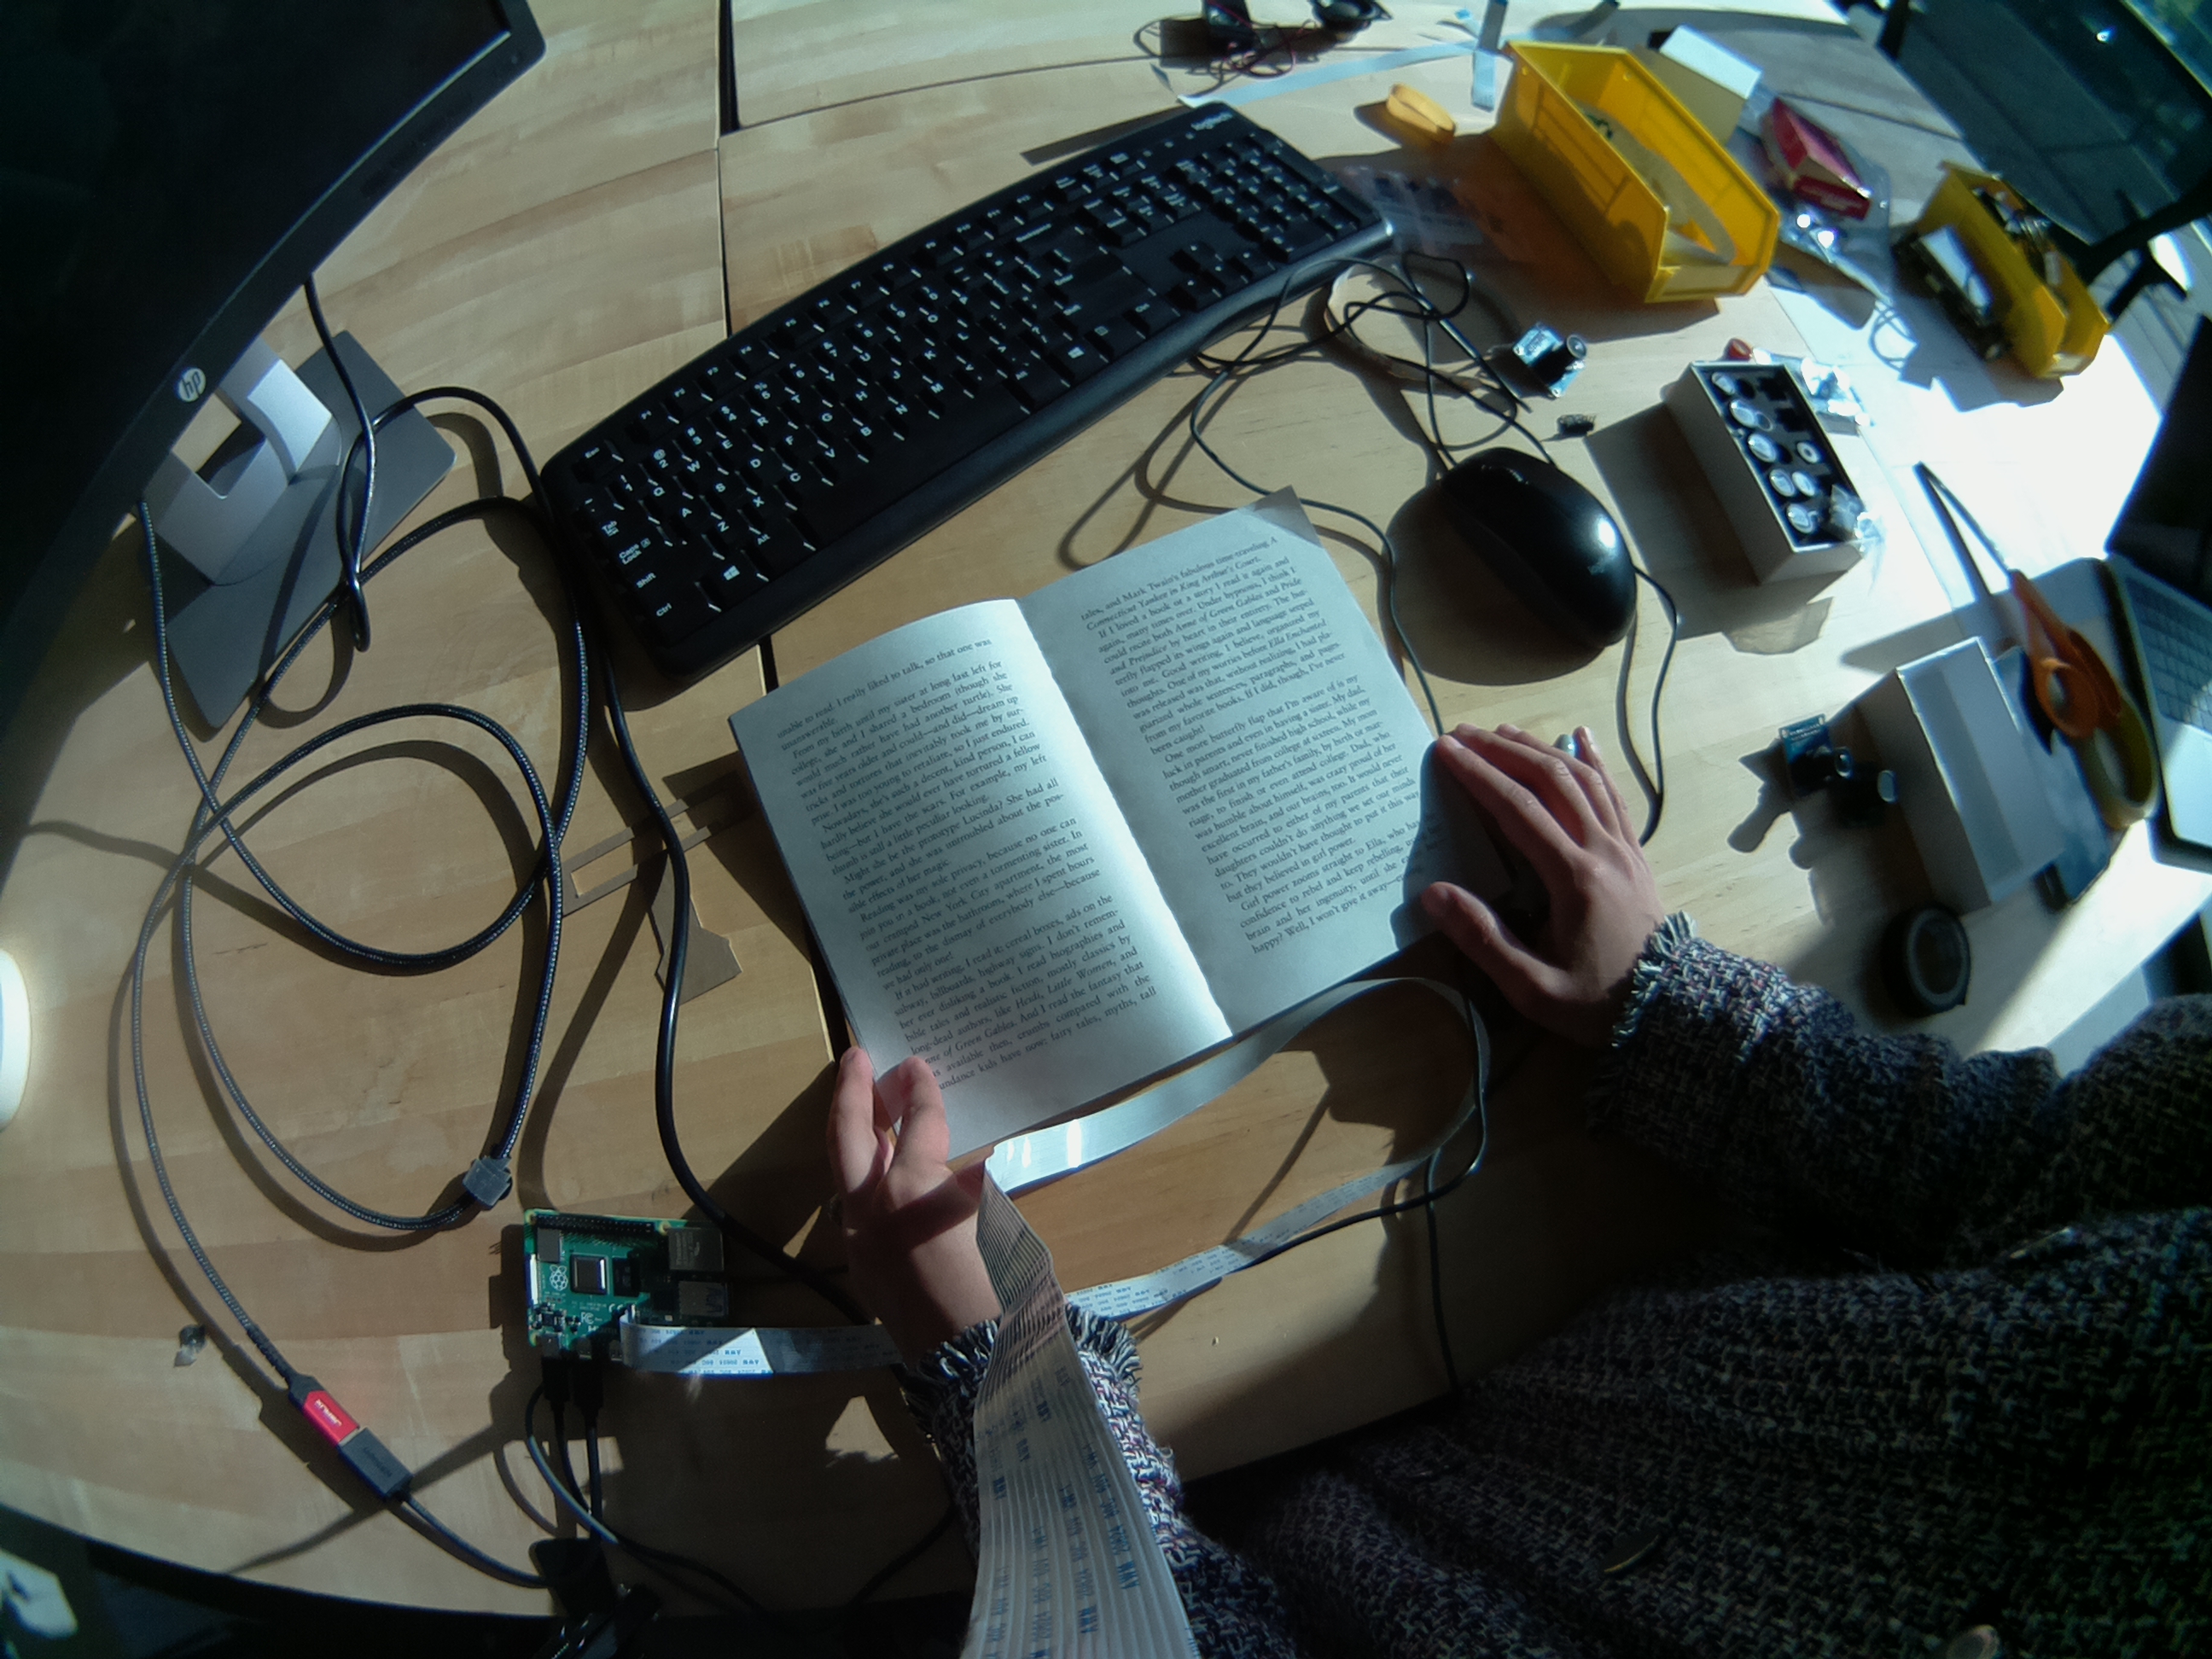 unable to read I really liked to talk, so that one was
unanswerable.
From my birth until my sister at long last left for
college, she and I shared a bedroom (though she
would much rather have had another turtle). She
was five years older and could—and did—dream up
tricks and tortures that inevitably took me by sur-
prise. I was too young to retaliate, so I just endured.
Nowadays, she's such a decent, kind person, I can
hardly believe she would ever have tortured a fellow
being—but I have the scars. For example, my left
thumb is still a little peculiar looking.
Might she be the prototype Lucinda? She had all
the power, and she was untroubled about the pos-
sible effects of her magic.
Reading was my sole privacy, because no one can
join you in a book, not even a tormenting sister. In
our cramped New York City apartment, the most
private place was the bathroom, where I spent hours
reading, to the dismay of everybody else—because
we had only one!
If it had writing, I read it: cereal boxes, ads on the
subway, billboards, highway signs. I don't remem-
ber ever disliking a book. I read biographies and
bible tales and realistic fiction, mostly classics by
long-dead authors, like Heidi, Little Women, and
of Green Gables. And I read the fantasy that
was available then, crumbs compared with the
kids have now: fairy tales, myths, tall
tales, and Mark Twain's fabulous time-traveling A
Connecticut Yankee in King Arthur's Court.
If I loved a book or a story I read it again and
again, many times over. Under hypnosis, I think I
could recite both Anne of Green Gables and Pride
and Prejudice by heart in their entirety. The but-
terfly flapped its wings again and language seeped
into me. Good writing, I believe, organized my
thoughts. One of my worries before Ella Enchanted
was released was that, without realizing, I had pla-
giarized whole sentences, paragraphs, and pages
from my favorite books. If I did, though, I've never
been caught!
One more butterfly flap that I'm aware of is my
luck in parents and even in having a sister. My dad,
though smart, never finished high school, while my
mother graduated from college at sixteen. My mom
was the first in my father's family, by birth or mar-
riage, to finish or even attend college. Dad, who
was humble about himself, was crazy proud of her
excellent brain, and our brains, too. It would never
have occurred to either of my parents that their
daughters couldn't do anything we set our minds
to. They wouldn't have thought to put it this way
but they believed in girl power.
Girl power zooms straight to Ella, who
confidence to rebel and keep rebelling,
brain and her ingenuity, until she
happy? Well, I won't give it away—
hp
logitech
Esc
Tab
Caps Lock
Shift
Ctrl
Alt